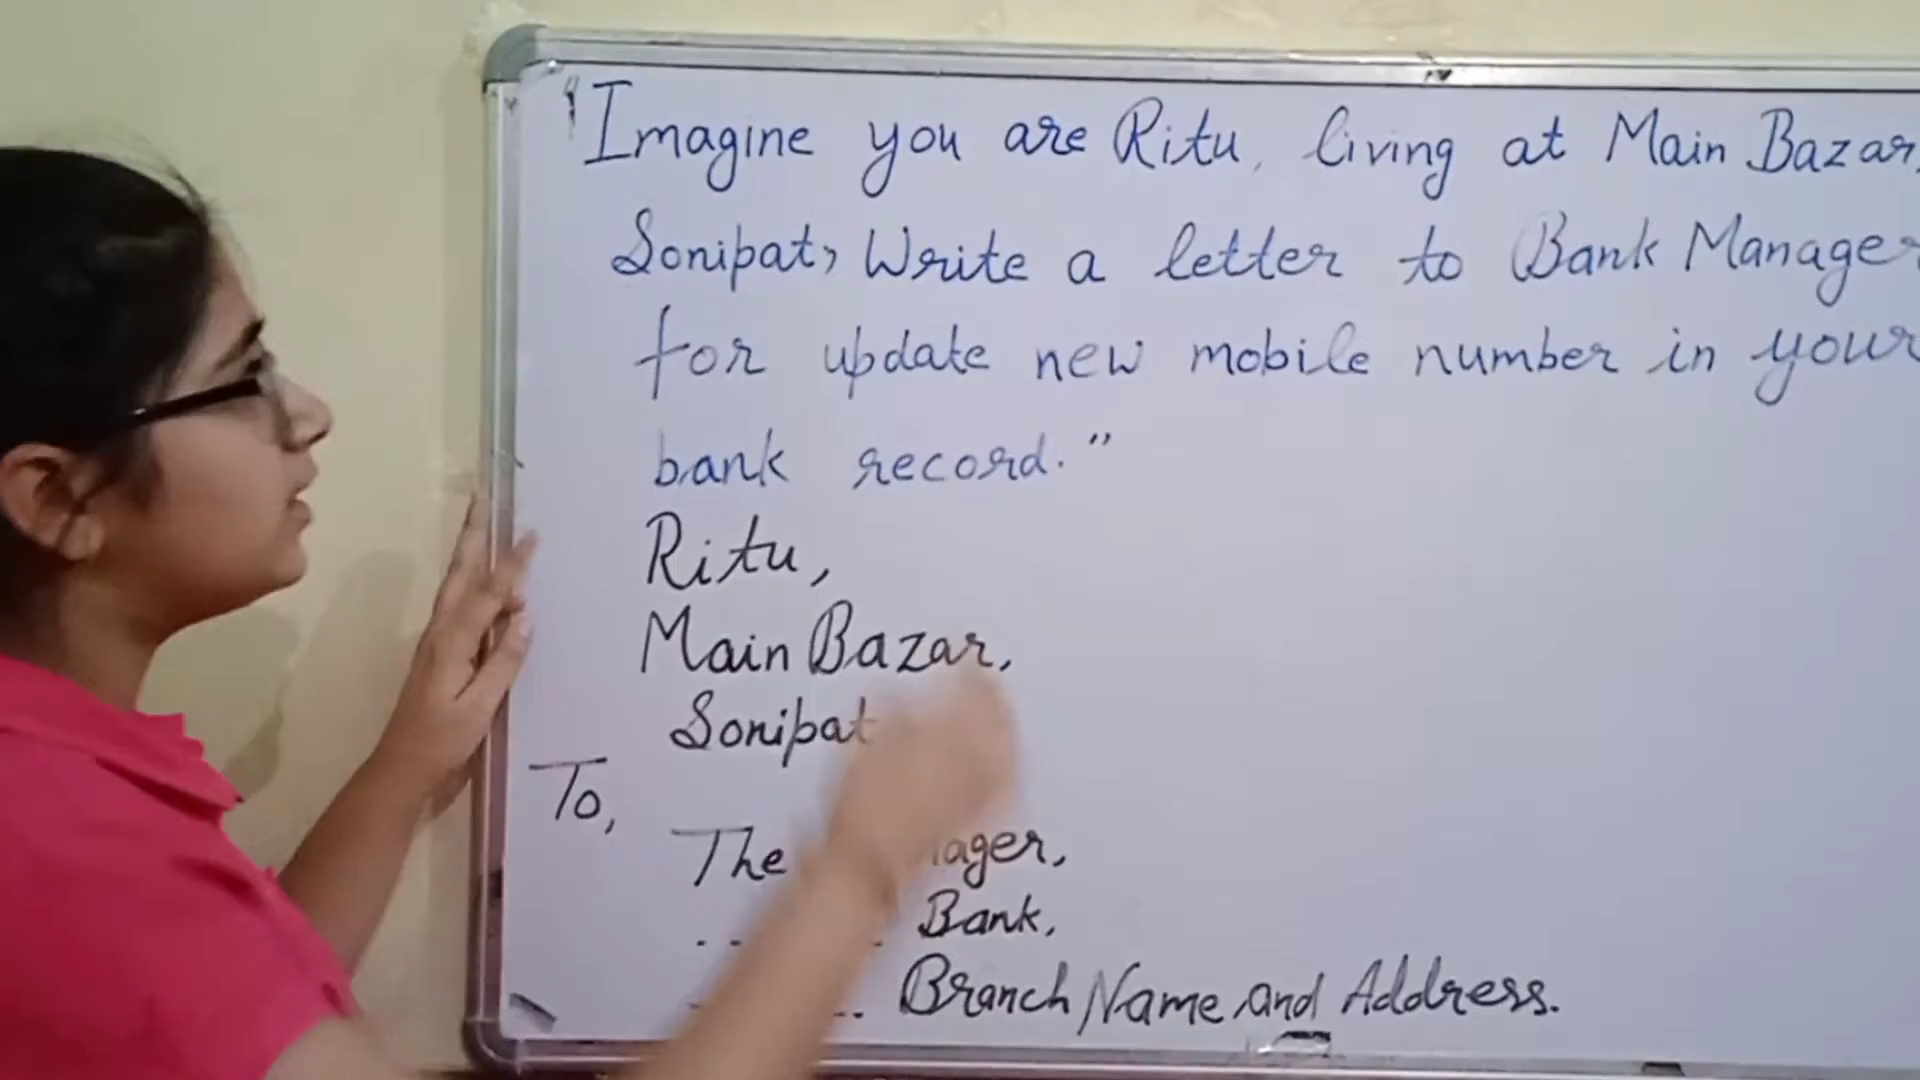 "Imagine you are Ritu, living at Main Bazar,
Sonipat, Write a letter to Bank Manager
for update new mobile number in your
bank record."
Ritu,
Main Bazar,
Sonipat
To,
The
Bank,
Branch Name and Address.